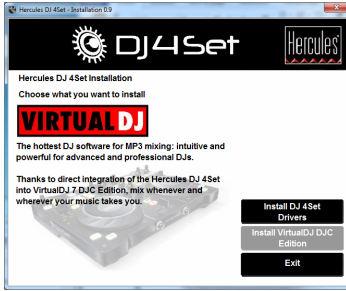 Hercules DJ 4Set - Installation 0.9
DJ4Set
Hercules
Hercules DJ 4Set Installation
Choose what you want to install
VIRTUAL DJ
The hottest DJ software for MP3 mixing: intuitive and
powerful for advanced and professional DJs.
Thanks to direct integration of the Hercules DJ 4Set
into VirtualDJ 7 DJC Edition, mix whenever and
wherever your music takes you.
Install DJ 4Set
Drivers
Install VirtualDJ DJC
Edition
Exit